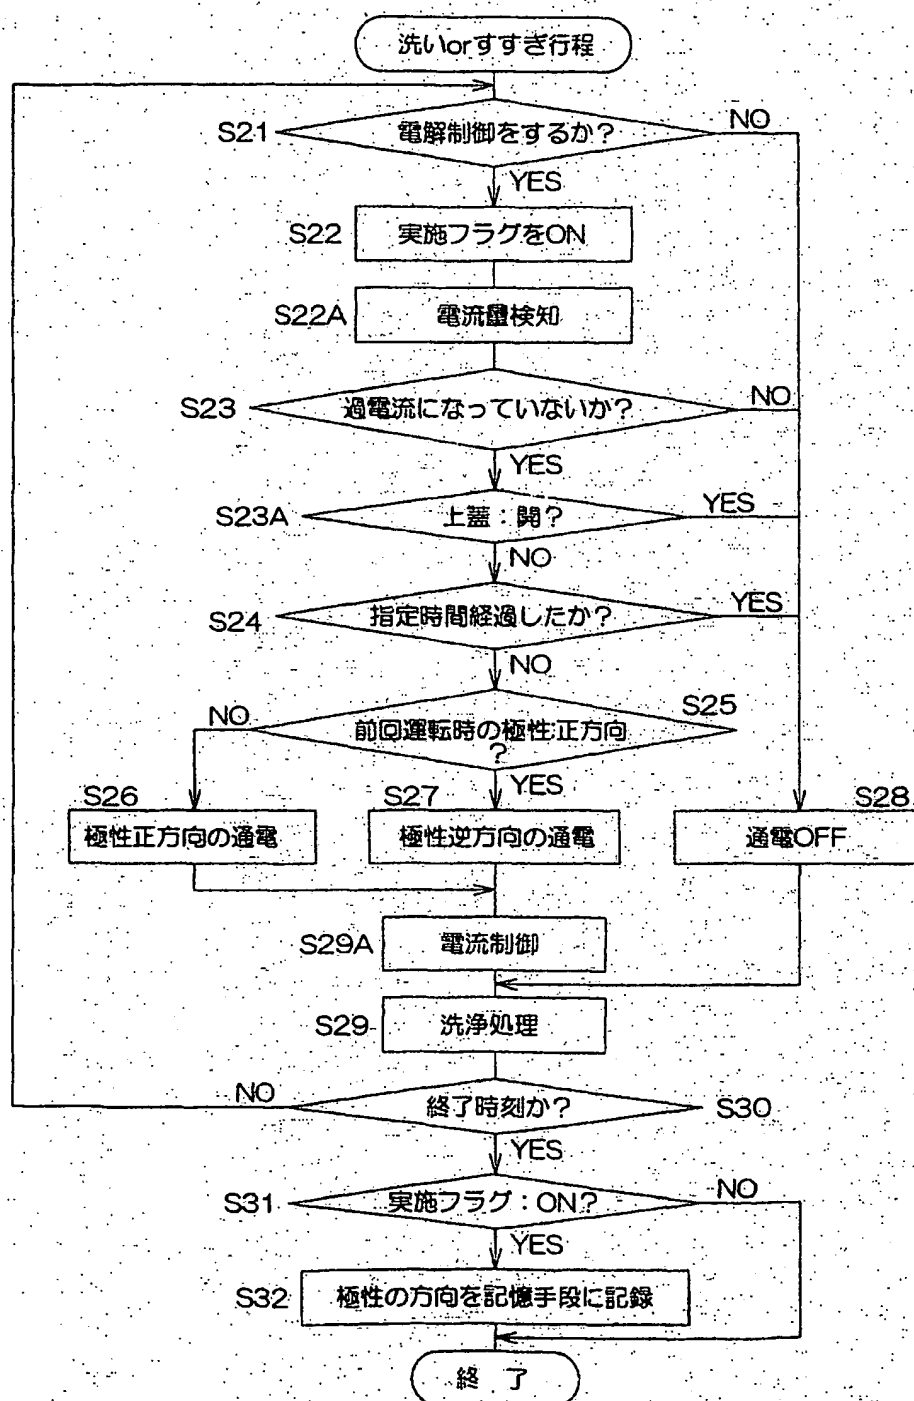 洗いorすすぎ行程
S21
電解制御をするか?
NO
YES
S22
実施フラグをON
S22A
電流量検知
S23
過電流になっていないか?
NO
YES
S23A
上蓋:開?
YES
NO
S24
指定時間経過したか?
YES
NO
S25
前回運転時の極性:正方向
?
NO
YES
S26
S27
S28
極性正方向の通電
極性逆方向の通電
通電OFF
S29A
電流制御
S29
洗浄処理
NO
終了時刻か?
S30
YES
S31
実施フラグ:ON?
NO
YES
S32
極性の方向を記憶手段に記録
終 了